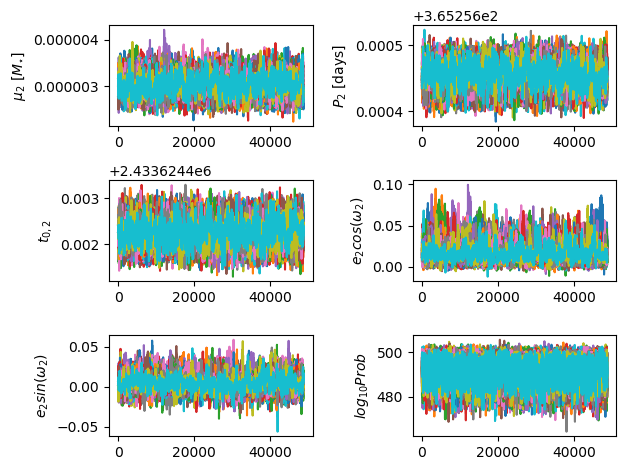 +3.65256e2
μ₂ [M.]
0.000004
0.000003
0 20000 40000
P₂ [days]
0.0005
0.0004
0 20000 40000
+2.4336244e6
t₀,₂
0.003
0.002
0 20000 40000
e₂cos(ω₂)
0.10
0.05
0.00
0 20000 40000
e₂sin(ω₂)
0.05
0.00
−0.05
0 20000 40000
log₁₀Prob
500
480
0 20000 40000